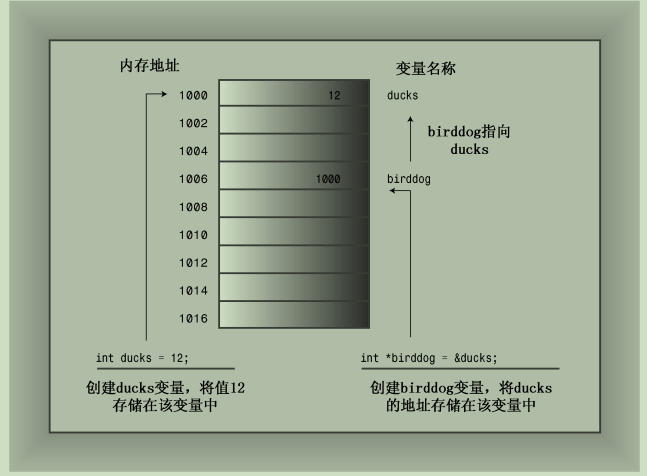 内存地址
变量名称
1000 12 ducks
1002
birddog指向
ducks
1004
1006 1000 birddog
1008
1010
1012
1014
1016
int ducks = 12;
创建ducks变量，将值12
存储在该变量中
int *birddog = &ducks;
创建birddog变量，将ducks
的地址存储在该变量中